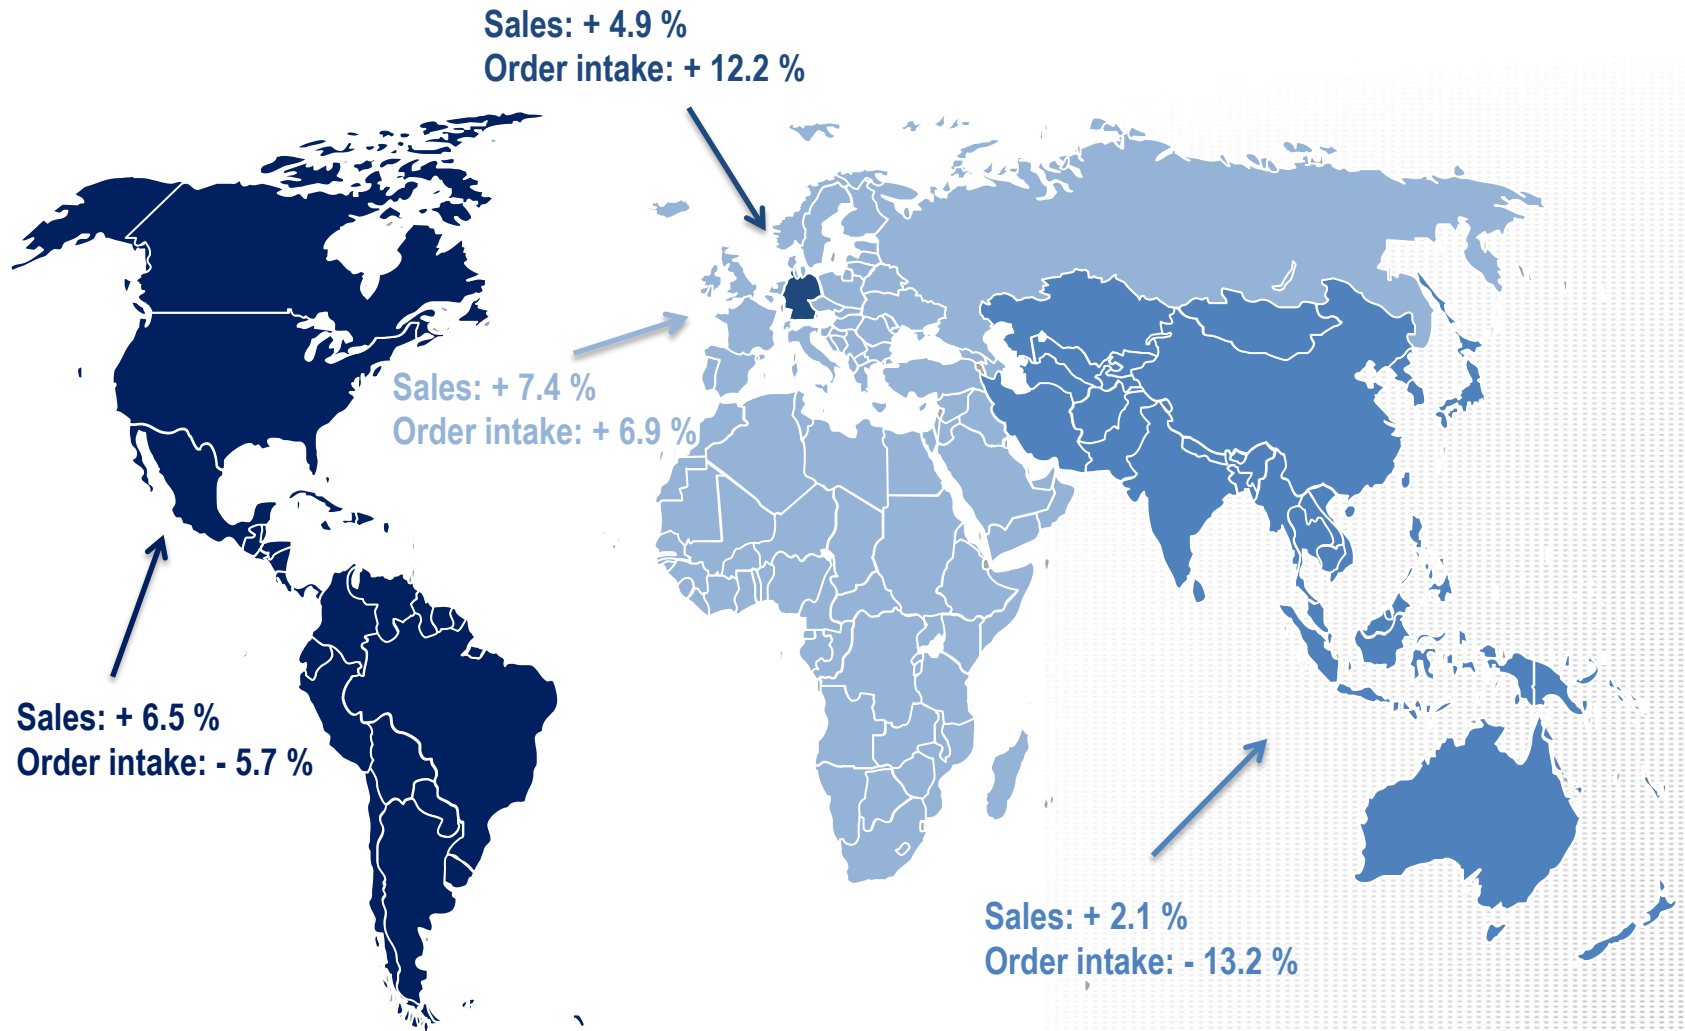 Sales: + 4.9 %
Order intake: + 12.2 %
Sales: + 7.4 %
Order intake: + 6.9 %
Sales: + 6.5 %
Order intake: - 5.7 %
Sales: + 2.1 %
Order intake: - 13.2 %